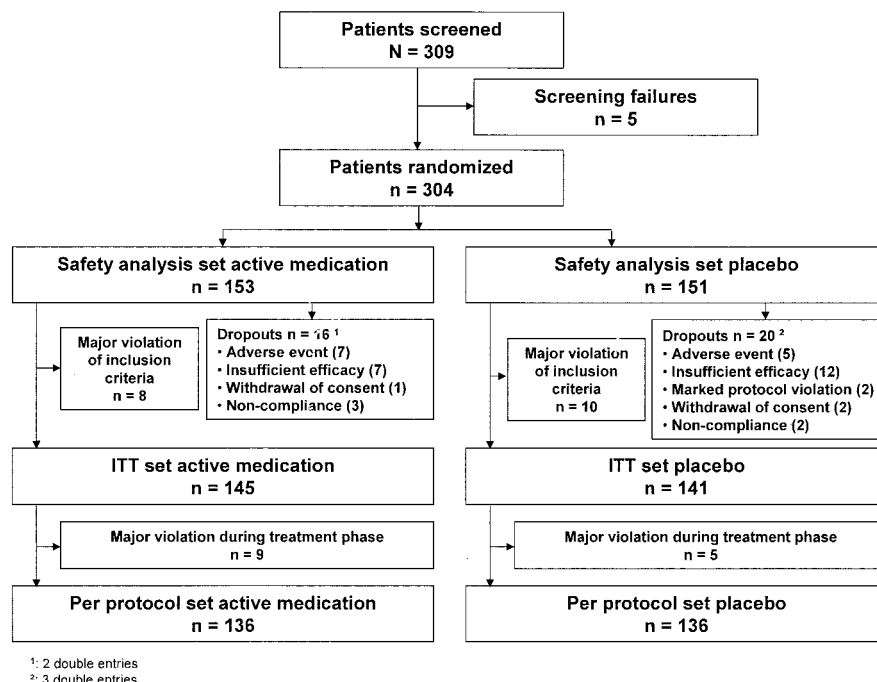 Patients screened
N = 309
Screening failures
n = 5
Patients randomized
n = 304
Safety analysis set active medication
n = 153
Safety analysis set placebo
n = 151
Major violation
of inclusion
criteria
n = 8
Dropouts n = 16 ¹
• Adverse event (7)
• Insufficient efficacy (7)
• Withdrawal of consent (1)
• Non-compliance (3)
Major violation
of inclusion
criteria
n = 10
Dropouts n = 20 ²
• Adverse event (5)
• Insufficient efficacy (12)
• Marked protocol violation (2)
• Withdrawal of consent (2)
• Non-compliance (2)
ITT set active medication
n = 145
ITT set placebo
n = 141
Major violation during treatment phase
n = 9
Major violation during treatment phase
n = 5
Per protocol set active medication
n = 136
Per protocol set placebo
n = 136
¹: 2 double entries
²: 3 double entries